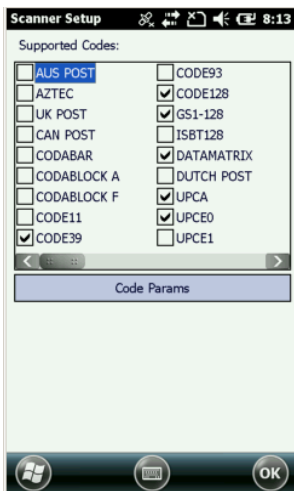 Scanner Setup 8:13
Supported Codes:
AUS POST CODE93
AZTEC CODE128
UK POST GS1-128
CAN POST ISBT128
CODABAR DATAMATRIX
CODABLOCK A DUTCH POST
CODABLOCK F UPCA
CODE11 UPCE0
CODE39 UPCE1
Code Params
OK